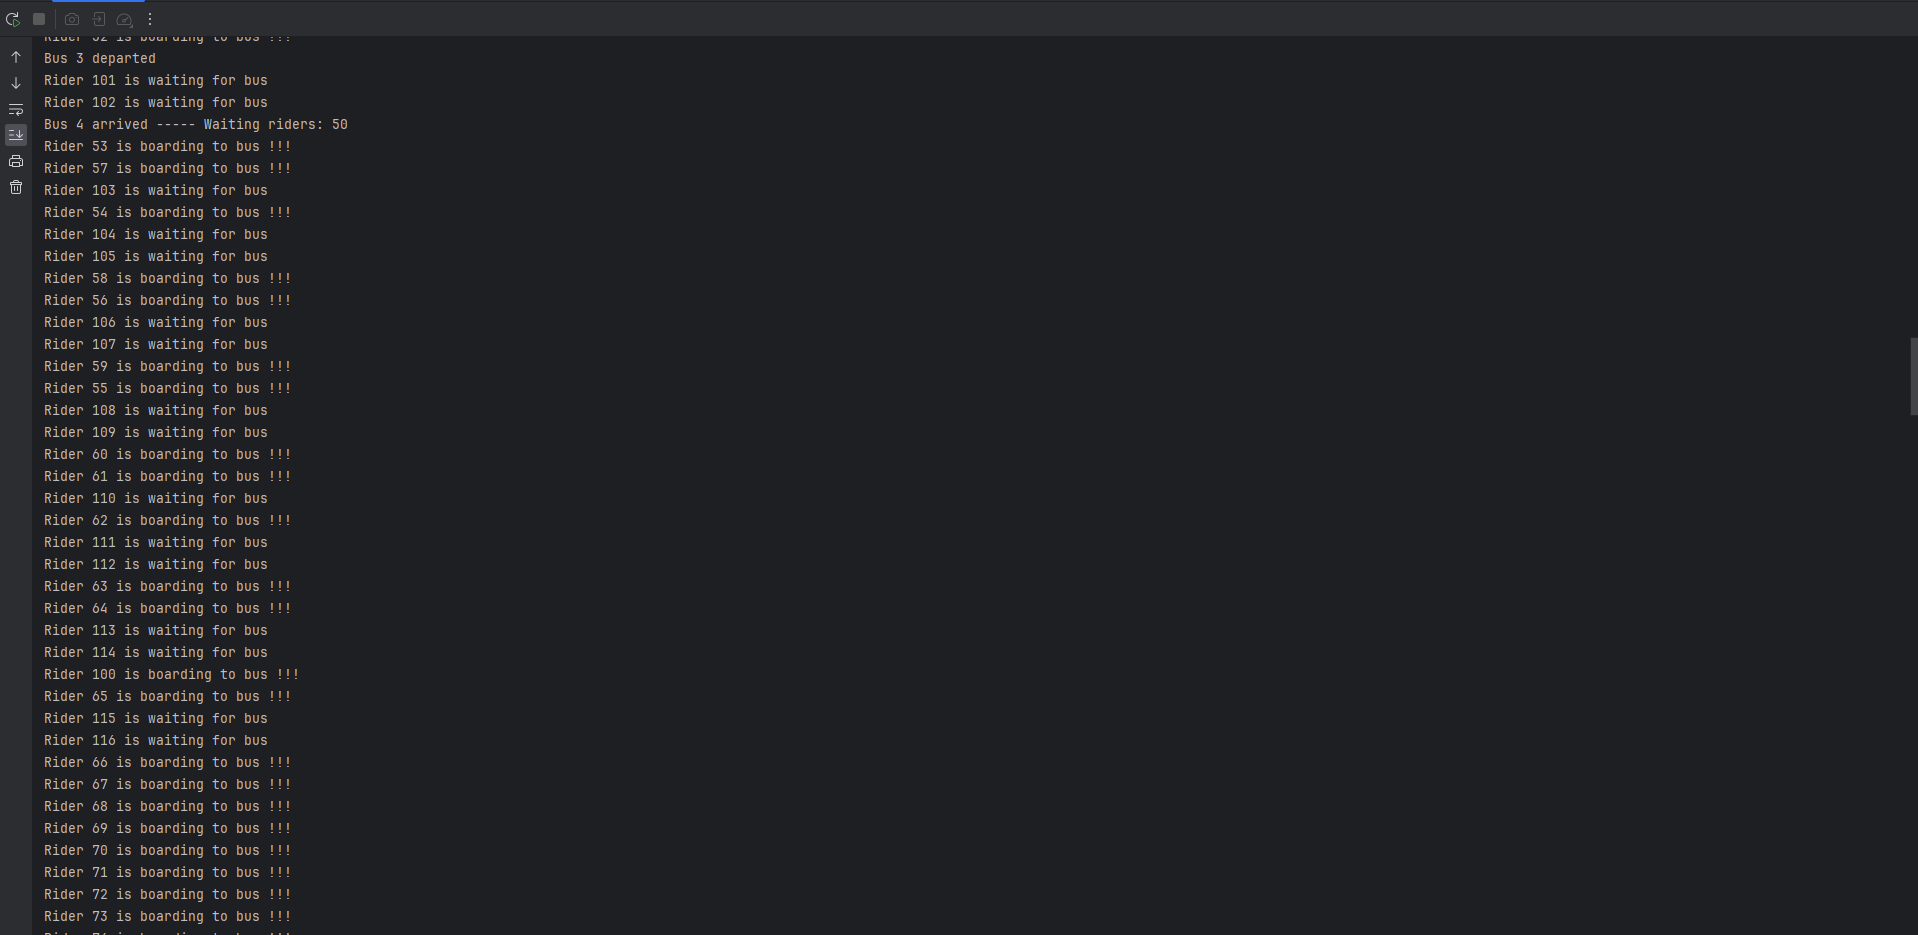 Rider 52 is boarding to bus !!!
Bus 3 departed
Rider 101 is waiting for bus
Rider 102 is waiting for bus
Bus 4 arrived ----- Waiting riders: 50
Rider 53 is boarding to bus !!!
Rider 57 is boarding to bus !!!
Rider 103 is waiting for bus
Rider 54 is boarding to bus !!!
Rider 104 is waiting for bus
Rider 105 is waiting for bus
Rider 58 is boarding to bus !!!
Rider 56 is boarding to bus !!!
Rider 106 is waiting for bus
Rider 107 is waiting for bus
Rider 59 is boarding to bus !!!
Rider 55 is boarding to bus !!!
Rider 108 is waiting for bus
Rider 109 is waiting for bus
Rider 60 is boarding to bus !!!
Rider 61 is boarding to bus !!!
Rider 110 is waiting for bus
Rider 62 is boarding to bus !!!
Rider 111 is waiting for bus
Rider 112 is waiting for bus
Rider 63 is boarding to bus !!!
Rider 64 is boarding to bus !!!
Rider 113 is waiting for bus
Rider 114 is waiting for bus
Rider 100 is boarding to bus !!!
Rider 65 is boarding to bus !!!
Rider 115 is waiting for bus
Rider 116 is waiting for bus
Rider 66 is boarding to bus !!!
Rider 67 is boarding to bus !!!
Rider 68 is boarding to bus !!!
Rider 69 is boarding to bus !!!
Rider 70 is boarding to bus !!!
Rider 71 is boarding to bus !!!
Rider 72 is boarding to bus !!!
Rider 73 is boarding to bus !!!